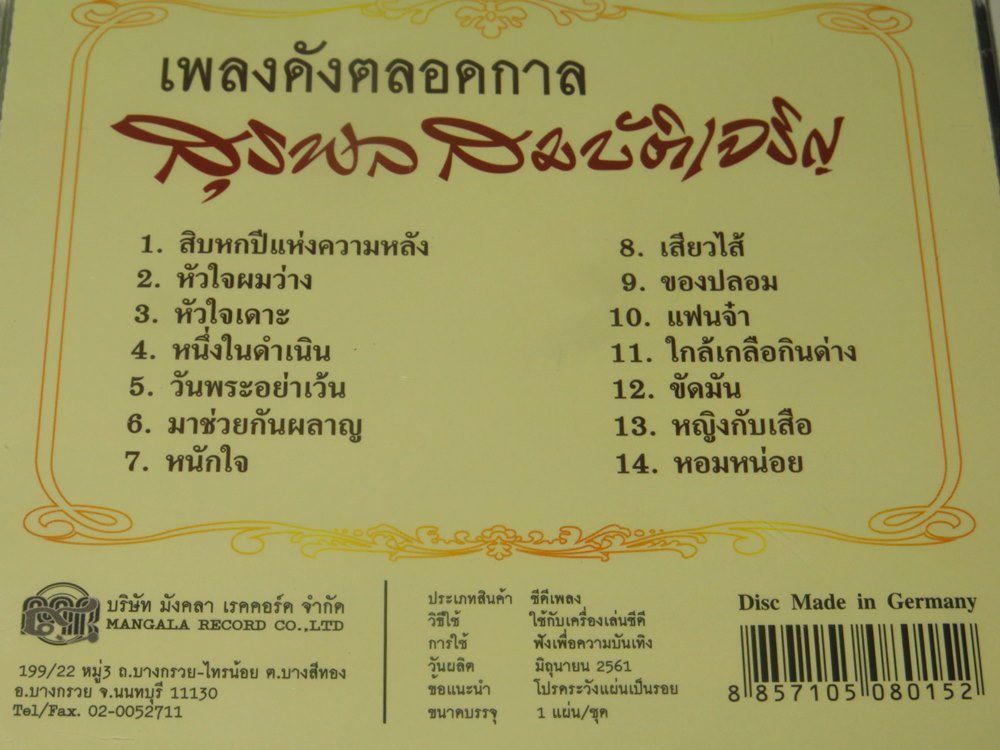 เพลงดังตลอดกาล
สุรพล สมบัติเจริญ
1. สิบหกปีแห่งความหลัง
2. หัวใจผมว่าง
3. หัวใจเดาะ
4. หนึ่งในดำเนิน
5. วันพระอย่าเว้น
6. มาช่วยกันผลาญ
7. หนักใจ
8. เสียวไส้
9. ของปลอม
10. แฟนจ๋า
11. ใกล้เกลือกินด่าง
12. ขัดมัน
13. หญิงกับเสือ
14. หอมหน่อย
บริษัท มังคลา เรคคอร์ด จำกัด
MANGALA RECORD CO.,LTD
199/22 หมู่3 ถ.บางกรวย-ไทรน้อย ต.บางสีทอง
อ.บางกรวย จ.นนทบุรี 11130
Tel/Fax. 02-0052711
ประเภทสินค้า ซีดีเพลง
วิธีใช้ ใช้กับเครื่องเล่นซีดี
การใช้ ฟังเพื่อความบันเทิง
วันผลิต มิถุนายน 2561
ข้อแนะนำ โปรดระวังแผ่นเป็นรอย
ขนาดบรรจุ 1 แผ่น/ชุด
Disc Made in Germany
8 857105 080152